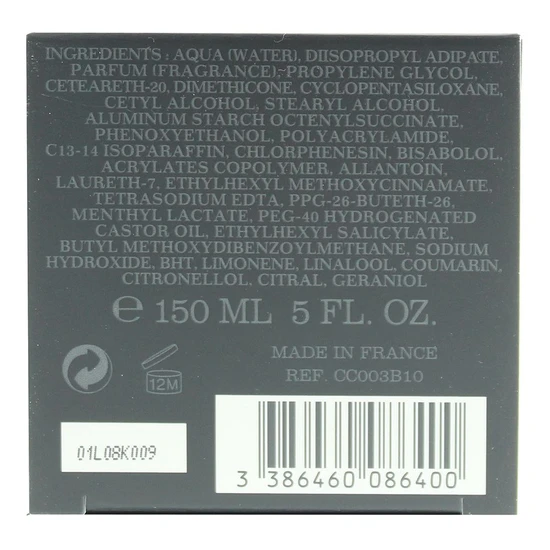 INGREDIENTS : AQUA (WATER), DIISOPROPYL ADIPATE,
PARFUM (FRAGRANCE), PROPYLENE GLYCOL,
CETEARETH-20, DIMETHICONE, CYCLOPENTASILOXANE,
CETYL ALCOHOL, STEARYL ALCOHOL,
ALUMINUM STARCH OCTENYLSUCCINATE,
PHENOXYETHANOL, POLYACRYLAMIDE,
C13-14 ISOPARAFFIN, CHLORPHENESIN, BISABOLOL,
ACRYLATES COPOLYMER, ALLANTOIN,
LAURETH-7, ETHYLHEXYL METHOXYCINNAMATE,
TETRASODIUM EDTA, PPG-26-BUTETH-26,
MENTHYL LACTATE, PEG-40 HYDROGENATED
CASTOR OIL, ETHYLHEXYL SALICYLATE,
BUTYL METHOXYDIBENZOYLMETHANE, SODIUM
HYDROXIDE, BHT, LIMONENE, LINALOOL, COUMARIN,
CITRONELLOL, CITRAL, GERANIOL
℮ 150 ML 5 FL. OZ.
MADE IN FRANCE
REF. CC003B10
12M
01L08K009
3 386460 086400